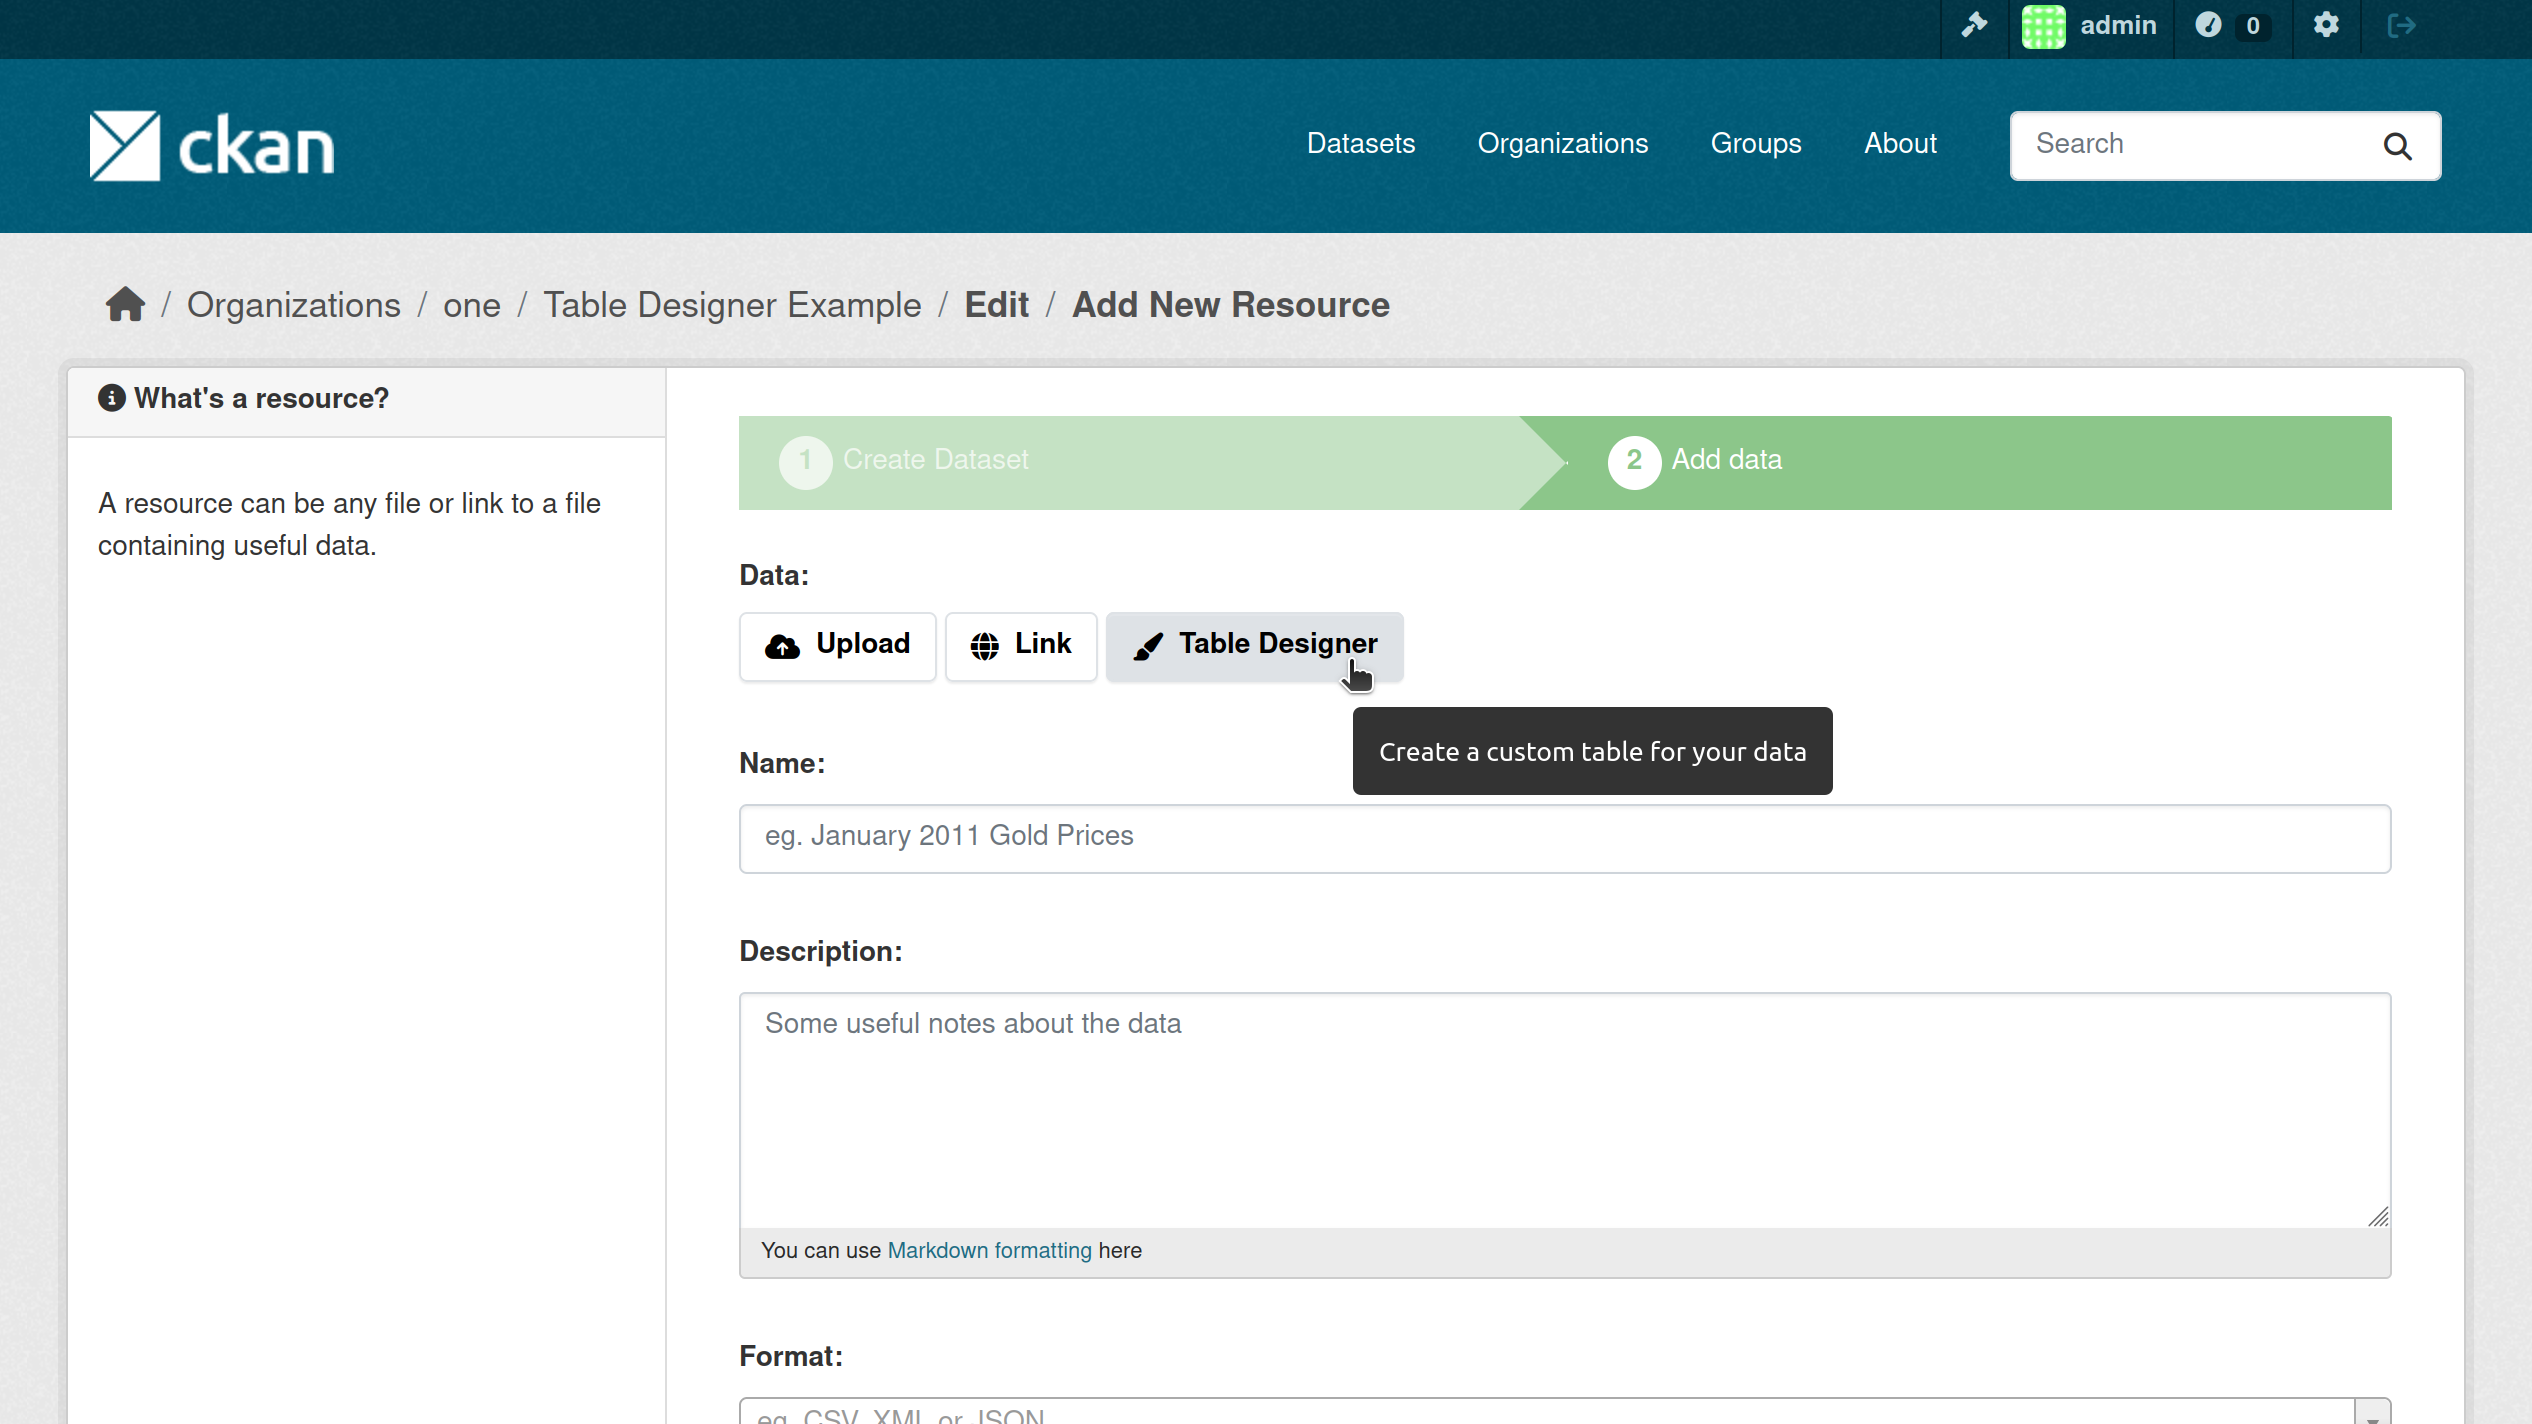 admin 0
ckan
Datasets Organizations Groups About Search
/ Organizations / one / Table Designer Example / Edit / Add New Resource
What's a resource?
A resource can be any file or link to a file
containing useful data.
1 Create Dataset 2 Add data
Data:
Upload Link Table Designer
Create a custom table for your data
Name:
eg. January 2011 Gold Prices
Description:
Some useful notes about the data
You can use Markdown formatting here
Format:
eg. CSV, XML or JSON